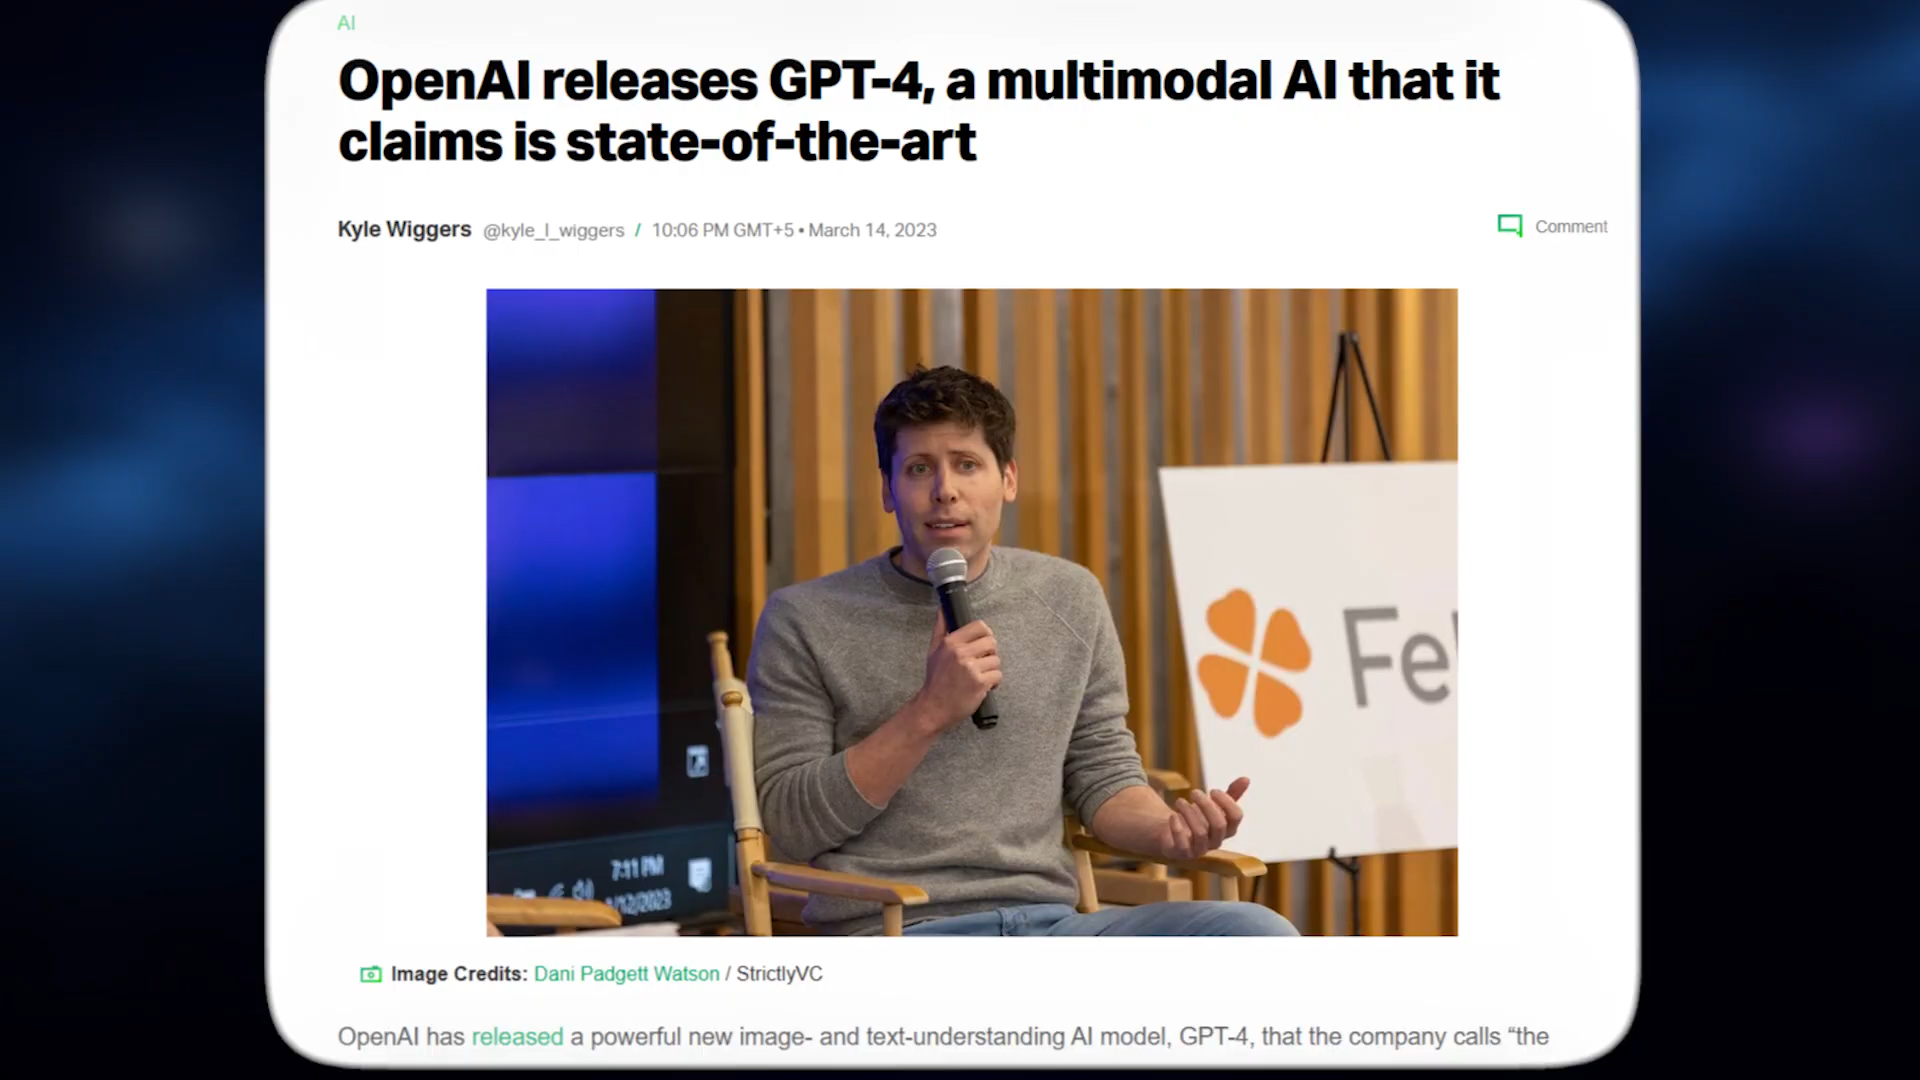 AI
OpenAI releases GPT-4, a multimodal AI that it
claims is state-of-the-art
Kyle Wiggers @kyle_l_wiggers / 10:06 PM GMT+5 • March 14, 2023
Comment
Fe
7:11 PM
/12/2023
Image Credits: Dani Padgett Watson / StrictlyVC
OpenAI has released a powerful new image- and text-understanding AI model, GPT-4, that the company calls “the